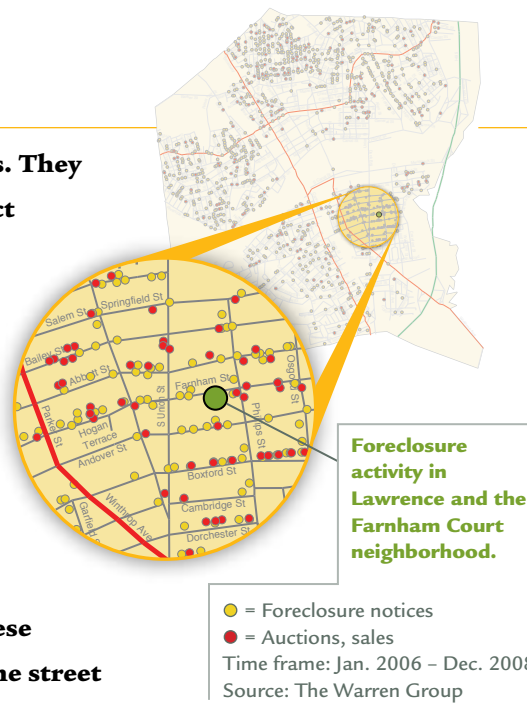 s. They
ct
Springfield St
Salem St
Bailey St
Abbott St
Osgood St
Farnham St
S Union St
Parker St
Phillips St
Hogan
Terrace
Andover St
Boxford St
Winthrop Ave
Garfield
Cambridge St
Dorchester St
Foreclosure
activity in
Lawrence and the
Farnham Court
neighborhood.
ese
ne street
= Foreclosure notices
= Auctions, sales
Time frame: Jan. 2006 – Dec. 2008
Source: The Warren Group